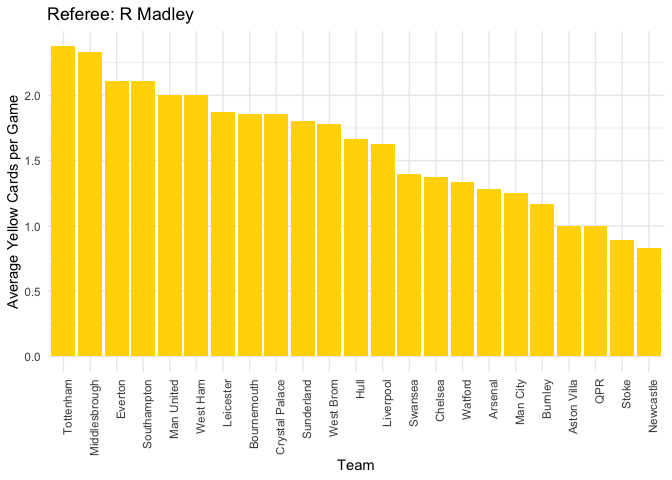 Referee: R Madley
Average Yellow Cards per Game
2.0
1.5
1.0
0.5
0.0
Tottenham
Middlesbrough
Everton
Southampton
Man United
West Ham
Leicester
Bournemouth
Crystal Palace
Sunderland
West Brom
Hull
Liverpool
Swansea
Chelsea
Watford
Arsenal
Man City
Burnley
Aston Villa
QPR
Stoke
Newcastle
Team